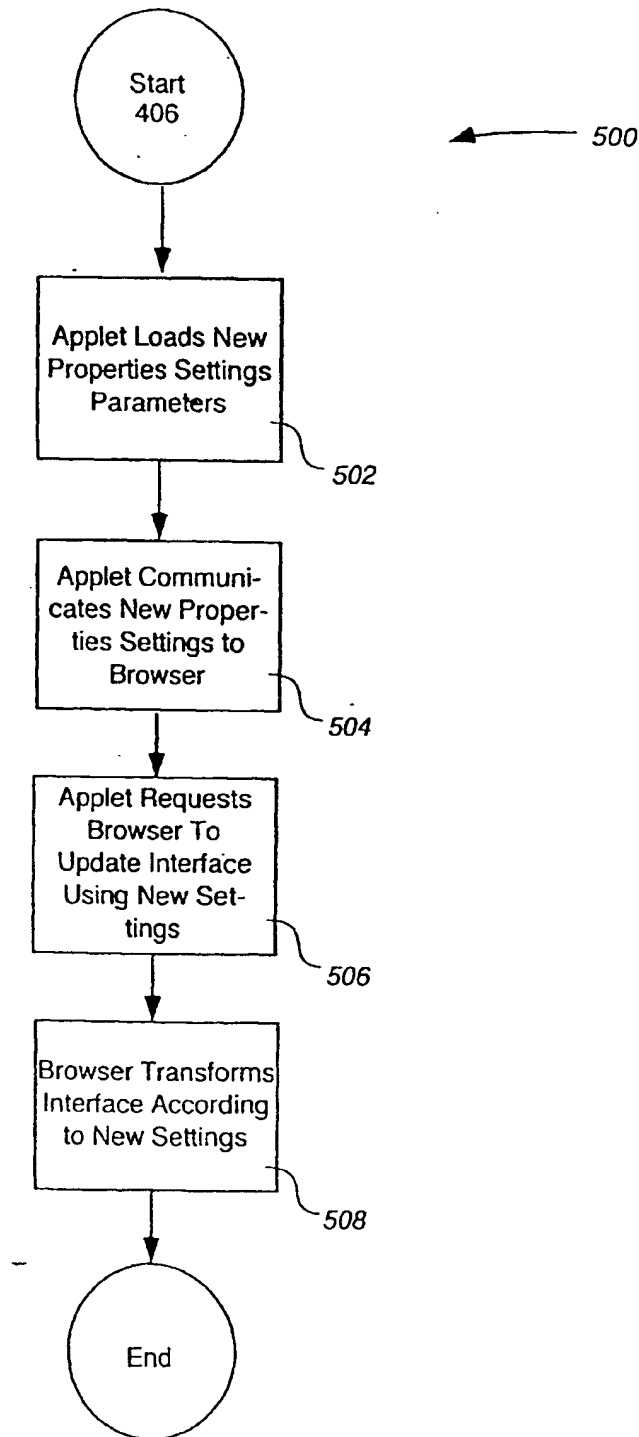 Start
406
500
Applet Loads New
Properties Settings
Parameters
502
Applet Communi-
cates New Proper-
ties Settings to
Browser
504
Applet Requests
Browser To
Update Interface
Using New Set-
tings
506
Browser Transforms
Interface According
to New Settings
508
End